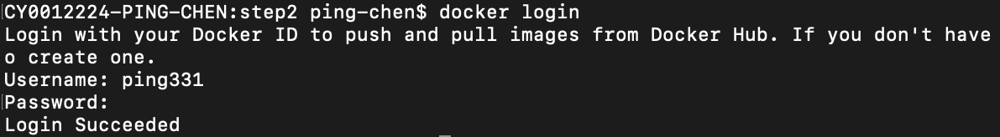 CY0012224-PING-CHEN:step2 ping-chen$ docker login
Login with your Docker ID to push and pull images from Docker Hub. If you don't have
o create one.
Username: ping331
Password:
Login Succeeded